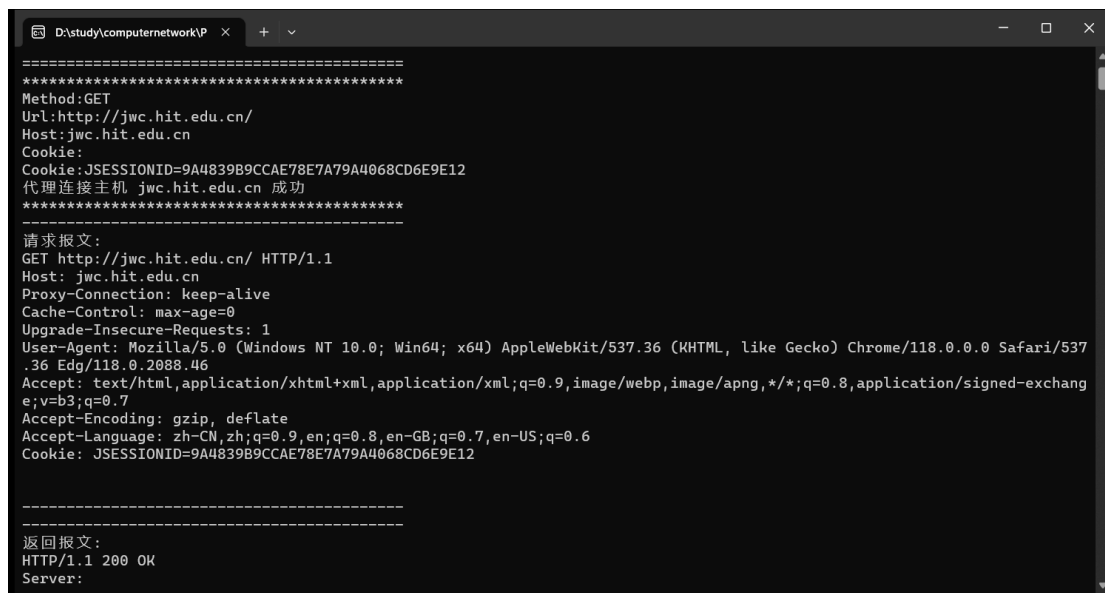 D:\study\computernetwork\P
==========================================
******************************************
Method:GET
Url:http://jwc.hit.edu.cn/
Host:jwc.hit.edu.cn
Cookie:
Cookie:JSESSIONID=9A4839B9CCAE78E7A79A4068CD6E9E12
代理连接主机 jwc.hit.edu.cn 成功
******************************************
------------------------------------------
请求报文:
GET http://jwc.hit.edu.cn/ HTTP/1.1
Host: jwc.hit.edu.cn
Proxy-Connection: keep-alive
Cache-Control: max-age=0
Upgrade-Insecure-Requests: 1
User-Agent: Mozilla/5.0 (Windows NT 10.0; Win64; x64) AppleWebKit/537.36 (KHTML, like Gecko) Chrome/118.0.0.0 Safari/537
.36 Edg/118.0.2088.46
Accept: text/html,application/xhtml+xml,application/xml;q=0.9,image/webp,image/apng,*/*;q=0.8,application/signed-exchang
e;v=b3;q=0.7
Accept-Encoding: gzip, deflate
Accept-Language: zh-CN,zh;q=0.9,en;q=0.8,en-GB;q=0.7,en-US;q=0.6
Cookie: JSESSIONID=9A4839B9CCAE78E7A79A4068CD6E9E12
------------------------------------------
------------------------------------------
返回报文:
HTTP/1.1 200 OK
Server: